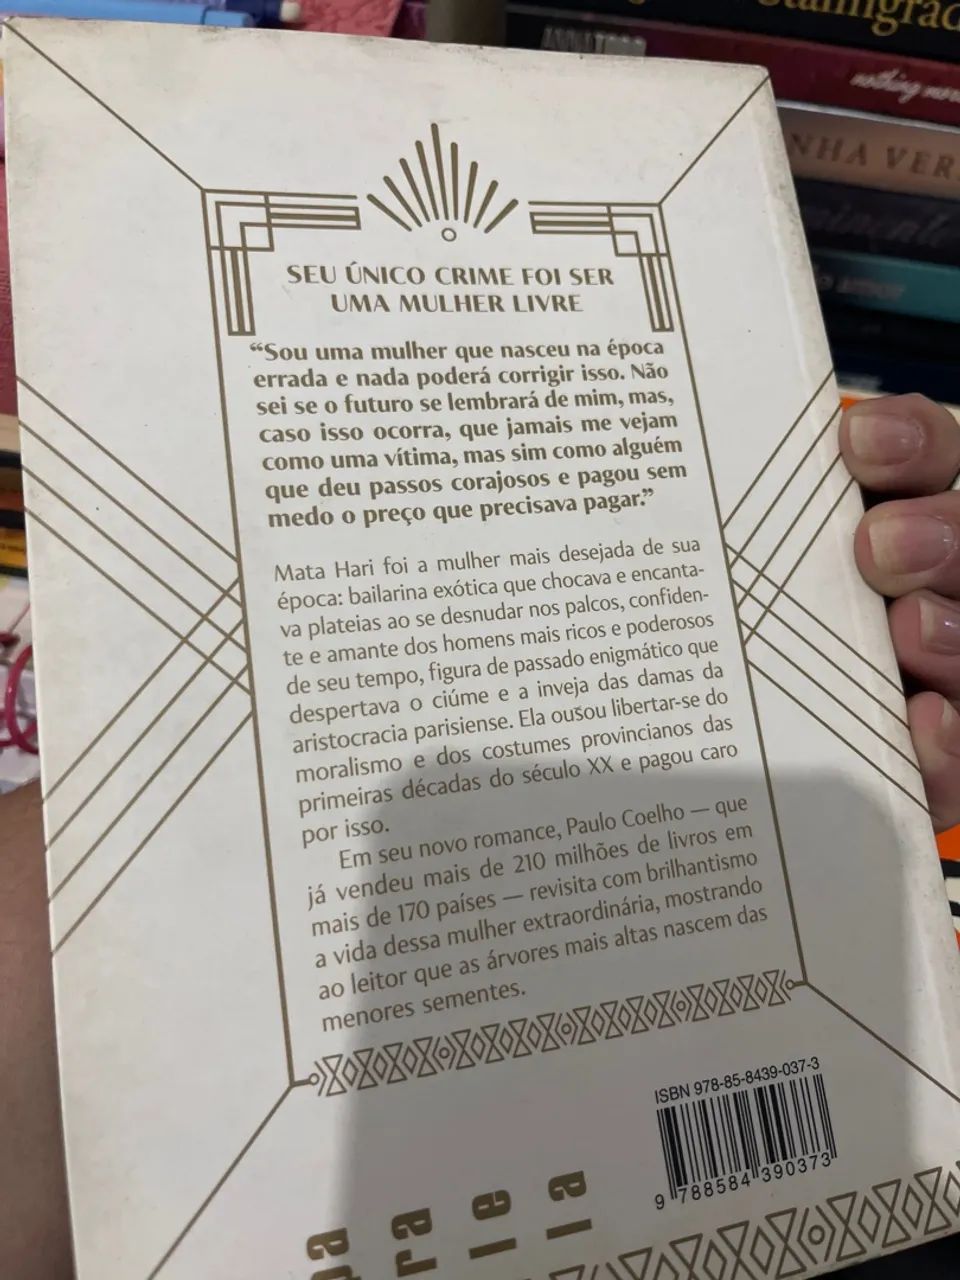 nothing
NHA VER
SEU ÚNICO CRIME FOI SER
UMA MULHER LIVRE
“Sou uma mulher que nasceu na época
errada e nada poderá corrigir isso. Não
sei se o futuro se lembrará de mim, mas,
caso isso ocorra, que jamais me vejam
como uma vítima, mas sim como alguém
que deu passos corajosos e pagou sem
medo o preço que precisava pagar.”
Mata Hari foi a mulher mais desejada de sua
época: bailarina exótica que chocava e encanta-
va plateias ao se desnudar nos palcos, confiden-
te e amante dos homens mais ricos e poderosos
de seu tempo, figura de passado enigmático que
despertava o ciúme e a inveja das damas da
aristocracia parisiense. Ela ousou libertar-se do
moralismo e dos costumes provincianos das
primeiras décadas do século XX e pagou caro
por isso.
Em seu novo romance, Paulo Coelho — que
já vendeu mais de 210 milhões de livros em
mais de 170 países — revisita com brilhantismo
a vida dessa mulher extraordinária, mostrando
ao leitor que as árvores mais altas nascem das
menores sementes.
ISBN 978-85-8439-037-3
9 788584 390373
pa
ra
le
la